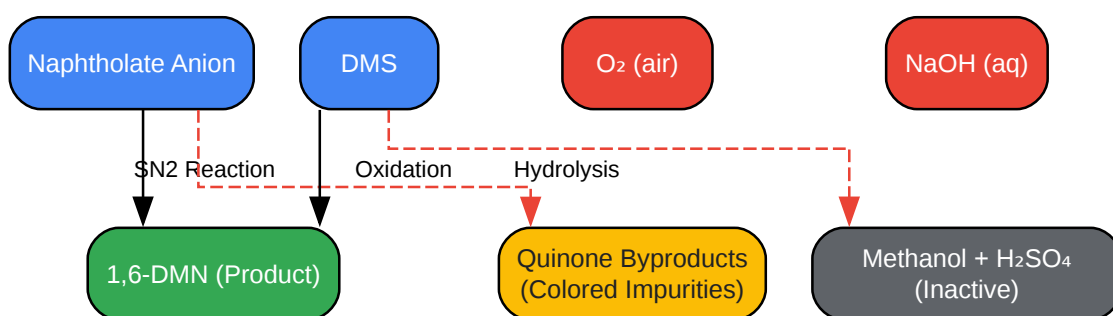 Naphtholate Anion
DMS
O₂ (air)
NaOH (aq)
SN2 Reaction
Oxidation
Hydrolysis
1,6-DMN (Product)
Quinone Byproducts
(Colored Impurities)
Methanol + H₂SO₄
(Inactive)